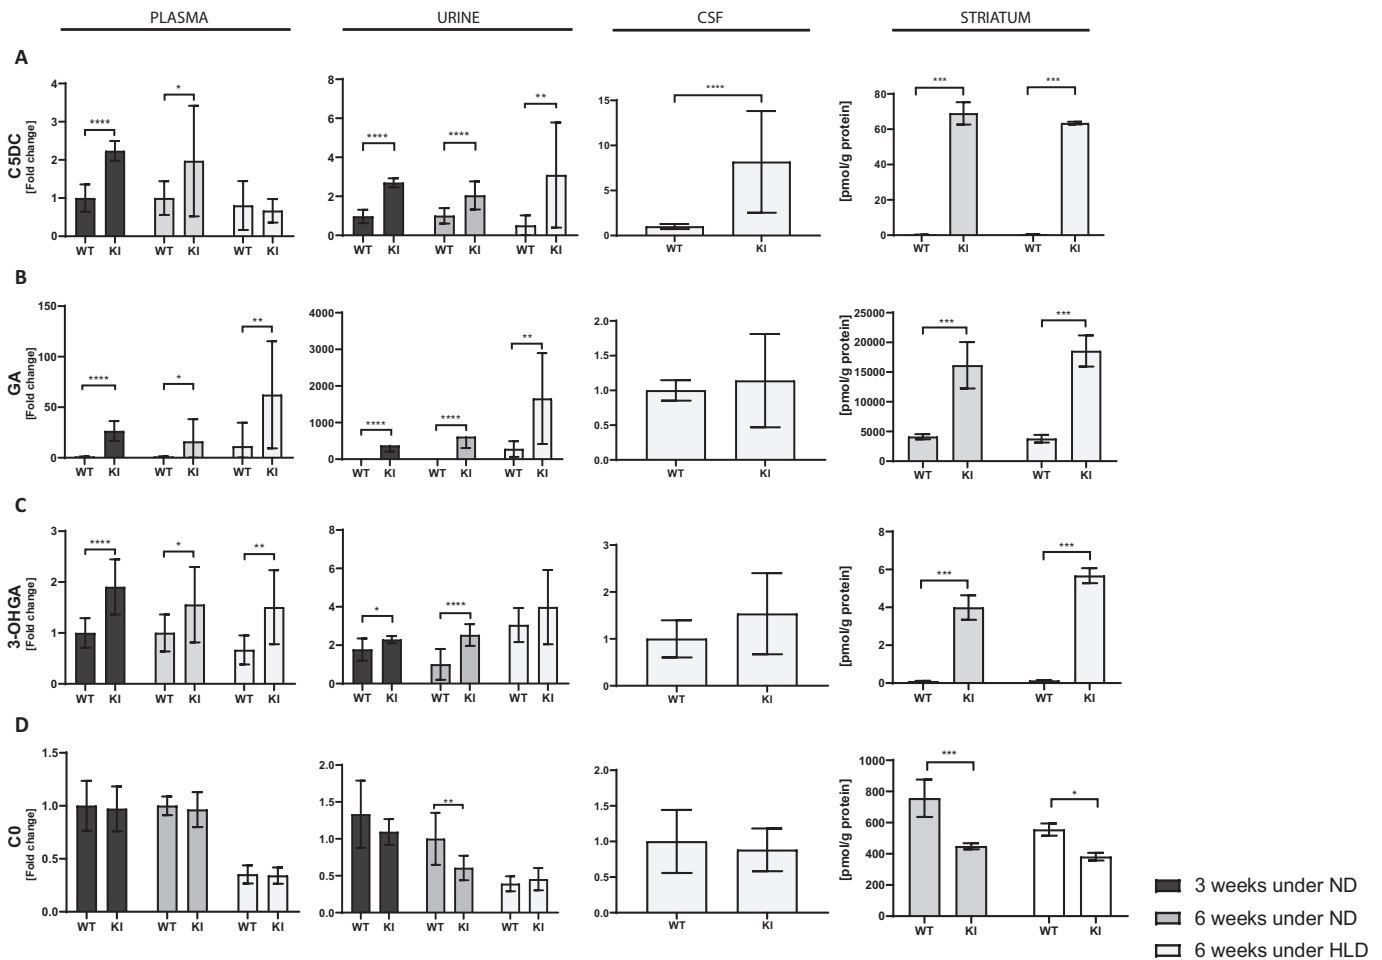 PLASMA URINE CSF STRIATUM
A
C5DC
[Fold change]
4
3
2
1
0
**** *
WT KI WT KI WT KI
8
6
4
2
0
**** **** **
WT KI WT KI WT KI
15
10
5
0
****
WT KI
[pmol/g protein]
80
60
40
20
0
*** ***
WT KI WT KI
B
GA
[Fold change]
150
100
50
0
**** * **
WT KI WT KI WT KI
4000
3000
2000
1000
0
**** **** **
WT KI WT KI WT KI
2.0
1.5
1.0
0.5
0.0
WT KI
[pmol/g protein]
25000
20000
15000
10000
5000
0
*** ***
WT KI WT KI
C
3-OHGA
[Fold change]
3
2
1
0
**** * **
WT KI WT KI WT KI
8
6
4
2
0
* ****
WT KI WT KI WT KI
3
2
1
0
WT KI
[pmol/g protein]
8
6
4
2
0
*** ***
WT KI WT KI
D
C0
[Fold change]
1.5
1.0
0.5
0.0
WT KI WT KI WT KI
2.0
1.5
1.0
0.5
0.0
**
WT KI WT KI WT KI
2.0
1.5
1.0
0.5
0.0
WT KI
[pmol/g protein]
1000
800
600
400
200
0
*** *
WT KI WT KI
3 weeks under ND
6 weeks under ND
6 weeks under HLD